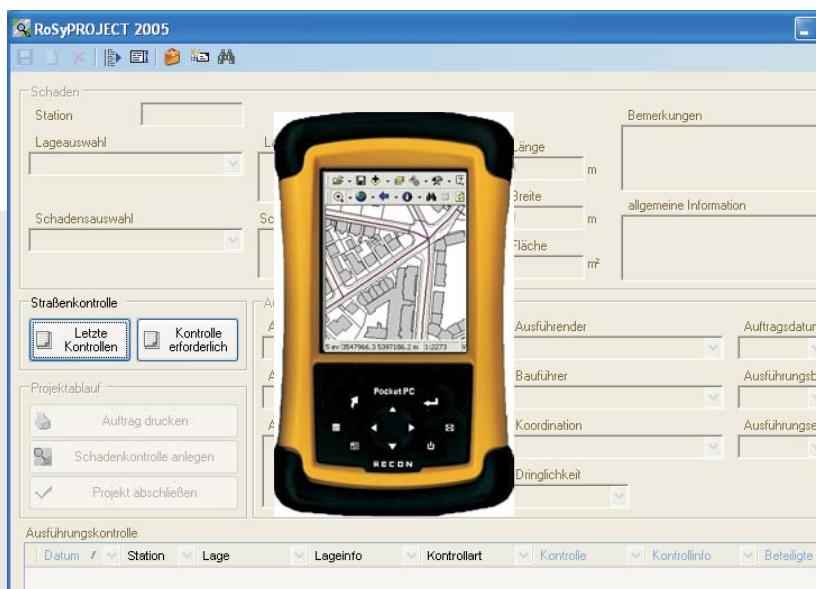 RoSyPROJECT 2005
Schaden
Station
Bemerkungen
Lageauswahl
Länge
m
Breite
m
allgemeine Information
Schadensauswahl
Fläche
m²
Straßenkontrolle
Letzte
Kontrollen
Kontrolle
erforderlich
Ausführender
Projektablauf
Bauführer
Auftrag drucken
Koordination
Schadenkontrolle anlegen
Dringlichkeit
Projekt abschließen
1:2273
Pocket PC
RECON
Ausführungskontrolle
Datum Station Lage Lageinfo Kontrollart Kontrolle Kontrollinfo Beteiligte